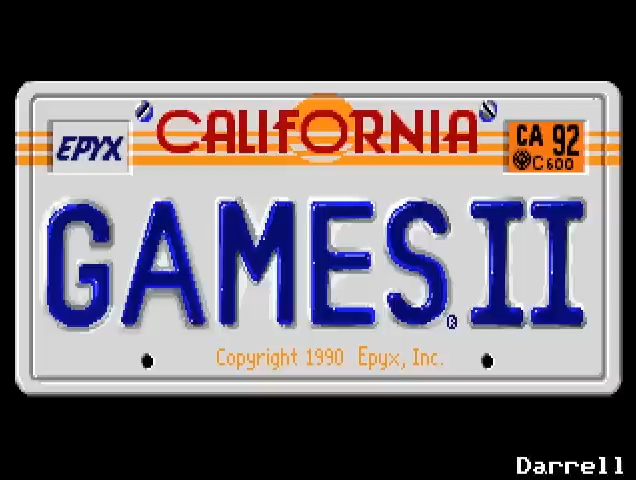 CALIFORNIA
EPYX
CA 92
C600
GAMES II
®
Copyright 1990 Epyx, Inc.
Darrell